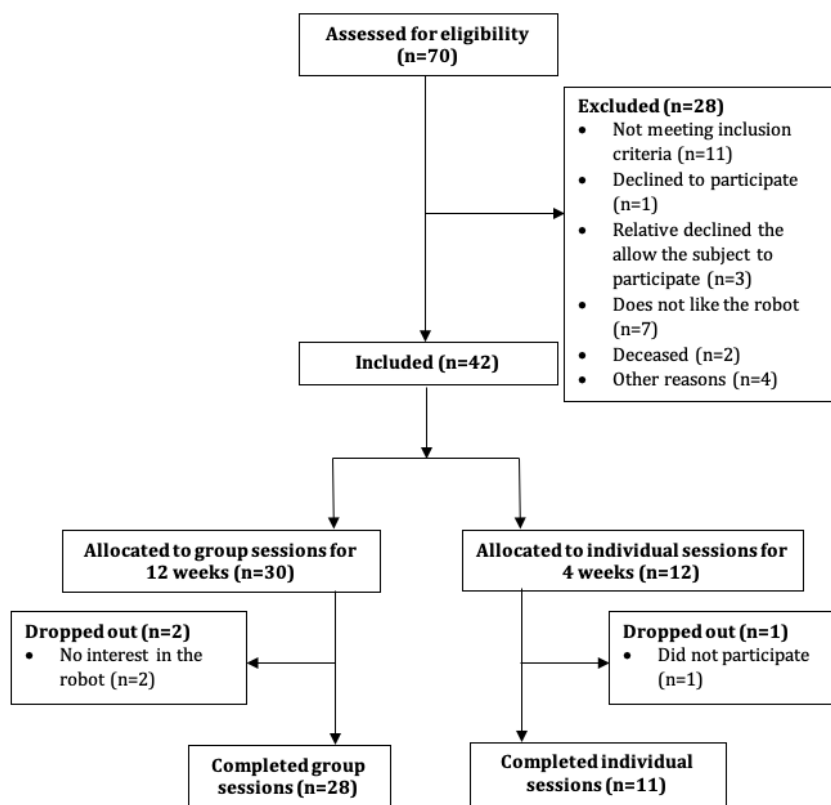 Assessed for eligibility
(n=70)
Excluded (n=28)
• Not meeting inclusion
criteria (n=11)
• Declined to participate
(n=1)
• Relative declined the
allow the subject to
participate (n=3)
• Does not like the robot
(n=7)
• Deceased (n=2)
• Other reasons (n=4)
Included (n=42)
Allocated to group sessions for
12 weeks (n=30)
Allocated to individual sessions for
4 weeks (n=12)
Dropped out (n=2)
• No interest in the
robot (n=2)
Dropped out (n=1)
• Did not participate
(n=1)
Completed group
sessions (n=28)
Completed individual
sessions (n=11)